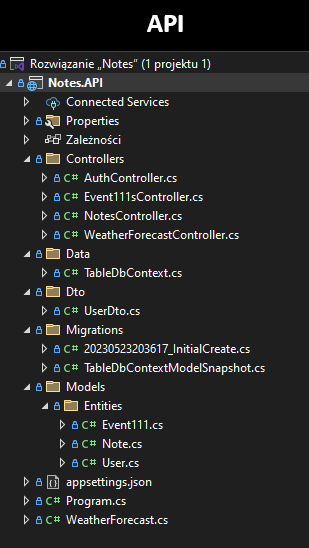 API
Rozwiązanie „Notes” (1 projektu 1)
Notes.API
Connected Services
Properties
Zależności
Controllers
C# AuthController.cs
C# Event111sController.cs
C# NotesController.cs
C# WeatherForecastController.cs
Data
C# TableDbContext.cs
Dto
C# UserDto.cs
Migrations
C# 20230523203617_InitialCreate.cs
C# TableDbContextModelSnapshot.cs
Models
Entities
C# Event111.cs
C# Note.cs
C# User.cs
appsettings.json
C# Program.cs
C# WeatherForecast.cs